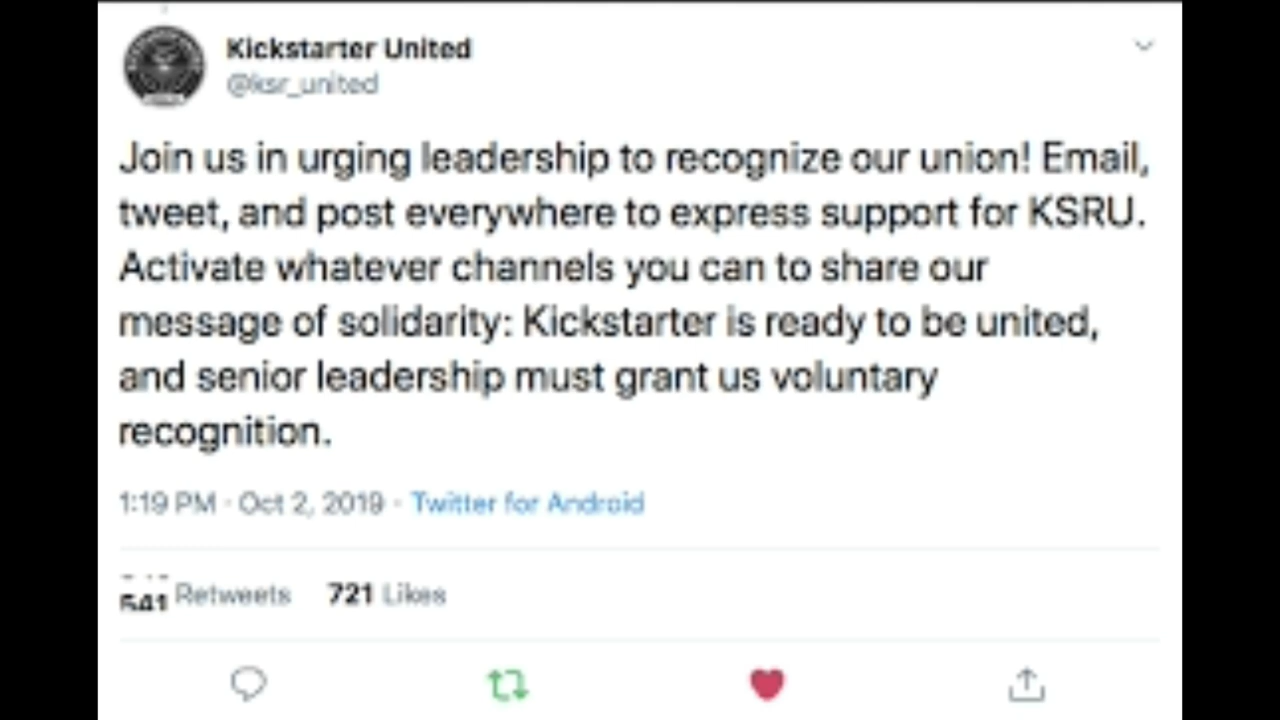 Kickstarter United
@ksr_united
Join us in urging leadership to recognize our union! Email,
tweet, and post everywhere to express support for KSRU.
Activate whatever channels you can to share our
message of solidarity: Kickstarter is ready to be united,
and senior leadership must grant us voluntary
recognition.
1:19 PM · Oct 2, 2019 · Twitter for Android
541 Retweets 721 Likes